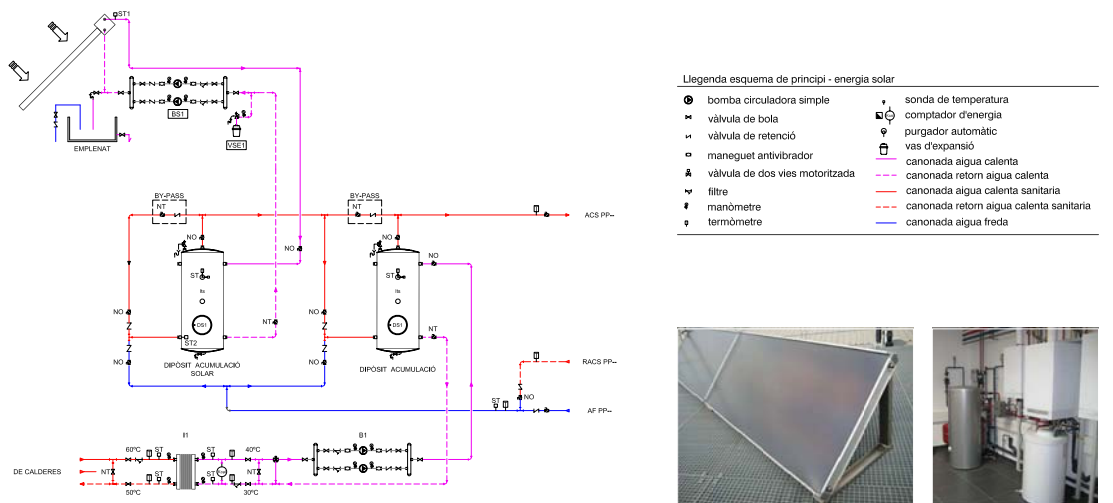 ST1
BS1
VSE1
EMPLENAT
BY-PASS
NT
BY-PASS
NT
ACS PP--
NO
NO
NO
NO
ST
lts
DS1
ST2
NO
NO
NT
DIPÒSIT ACUMULACIÓ
SOLAR
ST
lts
DS1
NO
NO
NT
DIPÒSIT ACUMULACIÓ
RACS PP--
NO
ST
AF PP--
I1
B1
60ºC
ST
ST
40ºC
DE CALDERES
NT
NT
50ºC
ST
ST
30ºC
Llegenda esquema de principi - energia solar
bomba circuladora simple
vàlvula de bola
vàlvula de retenció
maneguet antivibrador
vàlvula de dos vies motoritzada
filtre
manòmetre
termòmetre
sonda de temperatura
comptador d'energia
purgador automàtic
vas d'expansió
canonada aigua calenta
canonada retorn aigua calenta
canonada aigua calenta sanitaria
canonada retorn aigua calenta sanitaria
canonada aigua freda